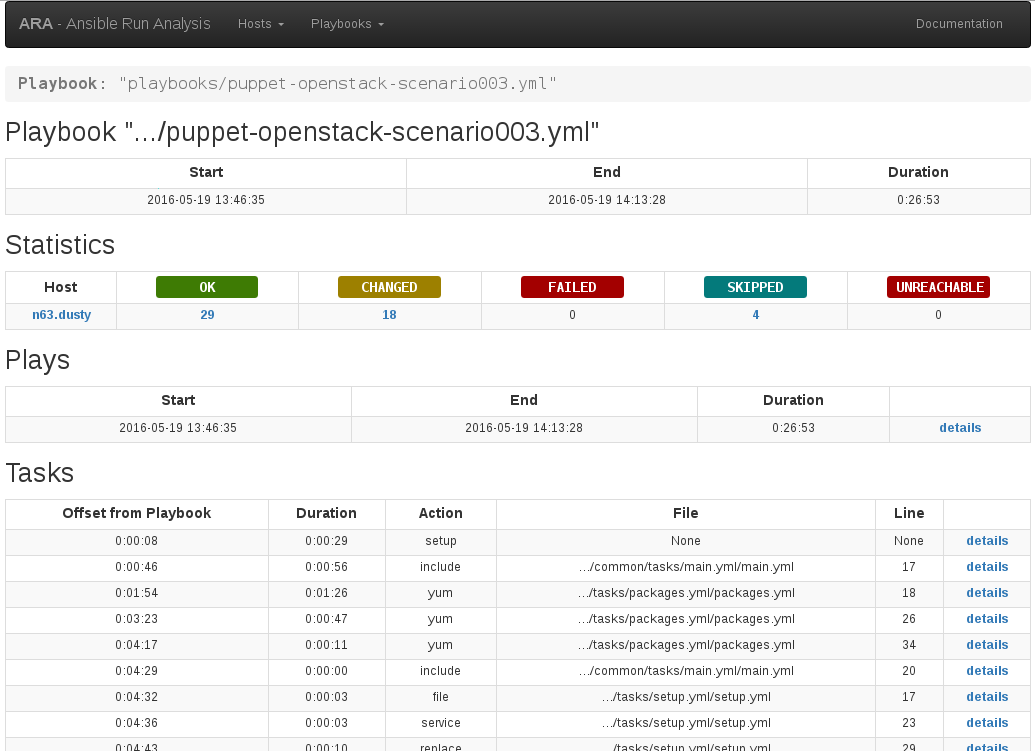 ARA - Ansible Run Analysis Hosts Playbooks Documentation
Playbook: "playbooks/puppet-openstack-scenario003.yml"
Playbook ".../puppet-openstack-scenario003.yml"
Start End Duration
2016-05-19 13:46:35 2016-05-19 14:13:28 0:26:53
Statistics
Host OK CHANGED FAILED SKIPPED UNREACHABLE
n63.dusty 29 18 0 4 0
Plays
Start End Duration
2016-05-19 13:46:35 2016-05-19 14:13:28 0:26:53 details
Tasks
Offset from Playbook Duration Action File Line
0:00:08 0:00:29 setup None None details
0:00:46 0:00:56 include .../common/tasks/main.yml/main.yml 17 details
0:01:54 0:01:26 yum .../tasks/packages.yml/packages.yml 18 details
0:03:23 0:00:47 yum .../tasks/packages.yml/packages.yml 26 details
0:04:17 0:00:11 yum .../tasks/packages.yml/packages.yml 34 details
0:04:29 0:00:00 include .../common/tasks/main.yml/main.yml 20 details
0:04:32 0:00:03 file .../tasks/setup.yml/setup.yml 17 details
0:04:36 0:00:03 service .../tasks/setup.yml/setup.yml 23 details
0:04:43 0:00:10 replace .../tasks/setup.yml/setup.yml 29 details